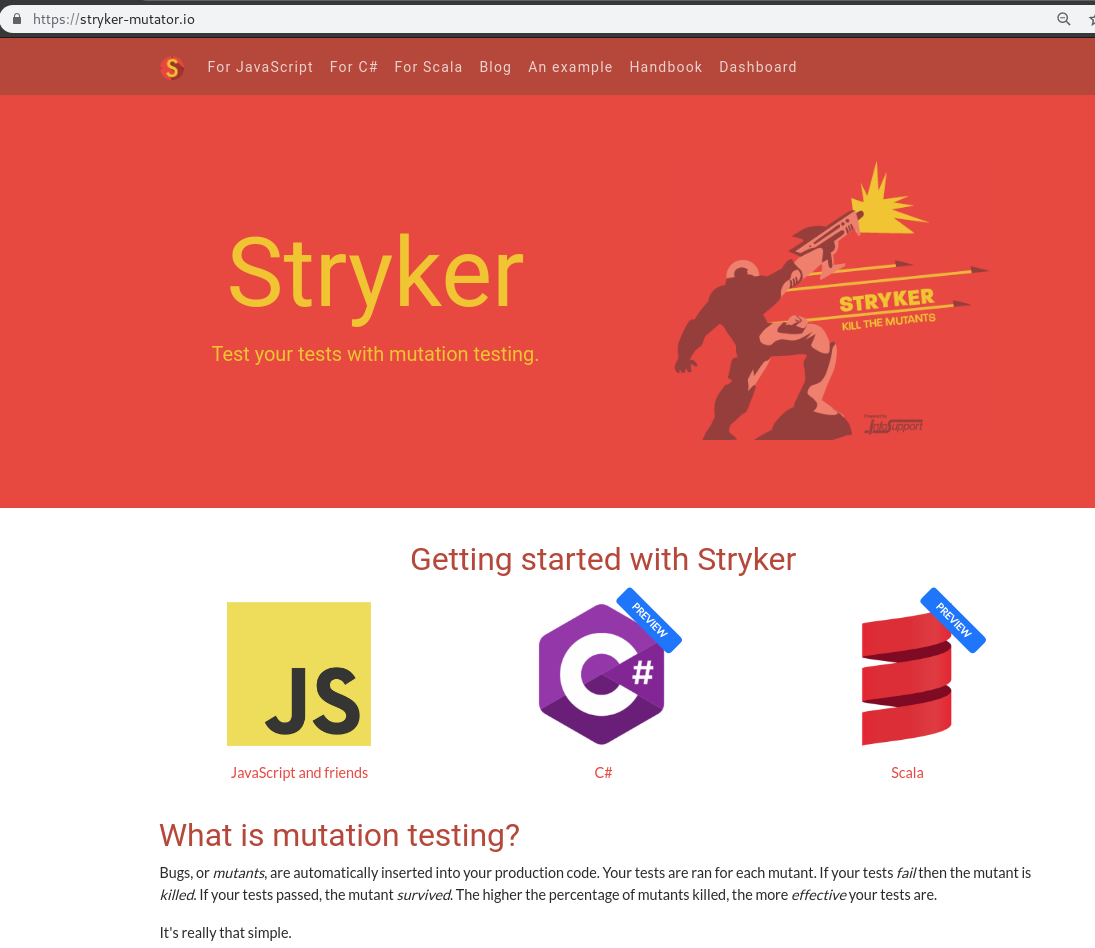 https://stryker-mutator.io
S For JavaScript For C# For Scala Blog An example Handbook Dashboard
Stryker
Test your tests with mutation testing.
STRYKER
KILL THE MUTANTS
Powered by
InfoSupport
Getting started with Stryker
JS
C#
PREVIEW
PREVIEW
JavaScript and friends
C#
Scala
What is mutation testing?
Bugs, or mutants, are automatically inserted into your production code. Your tests are ran for each mutant. If your tests fail then the mutant is
killed. If your tests passed, the mutant survived. The higher the percentage of mutants killed, the more effective your tests are.
It's really that simple.